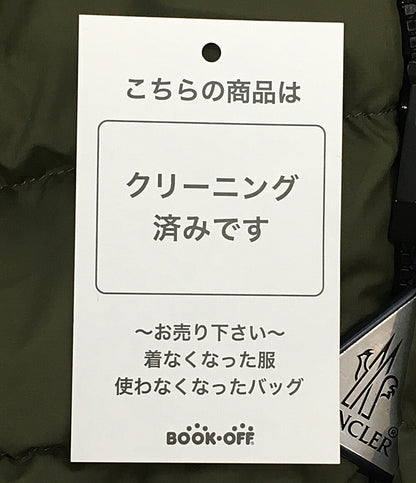 こちらの商品は
クリーニング
済みです
～お売り下さい～
着なくなった服
使わなくなったバッグ
BOOK·OFF
NCLER®